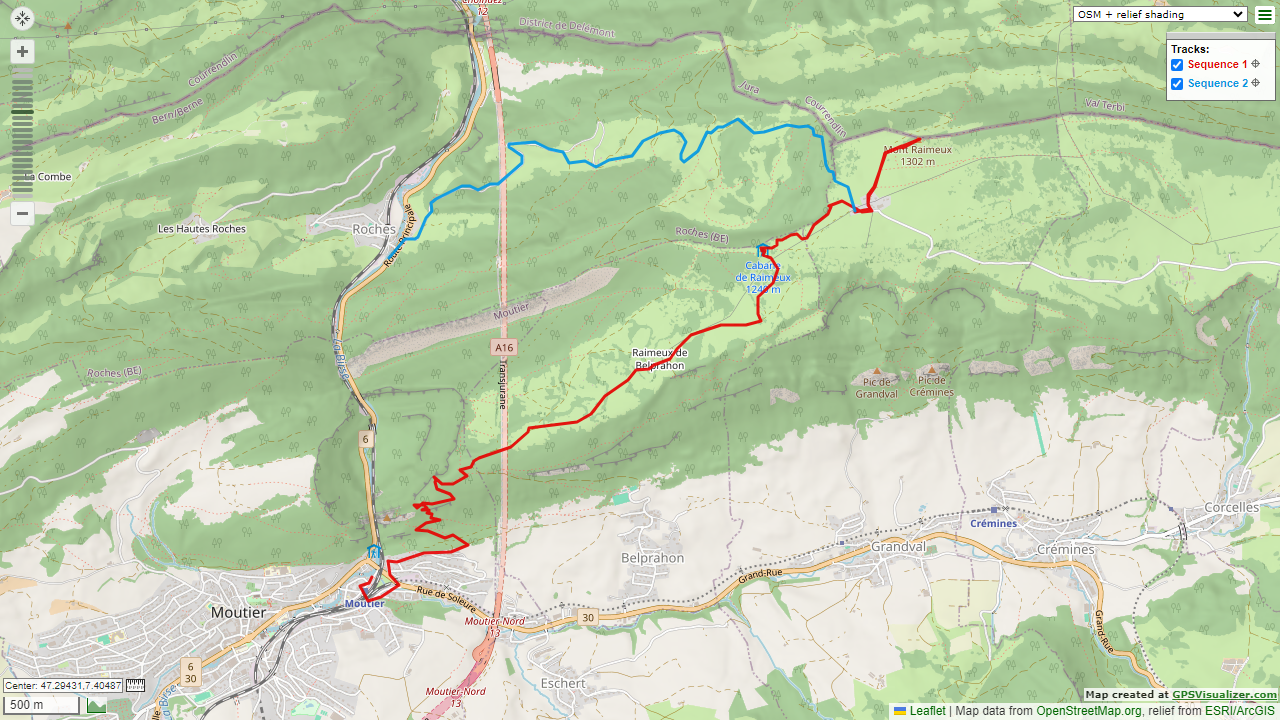 12
District de Delémont
OSM + relief shading
Tracks:
Sequence 1
Sequence 2
Courrendlin
Bern/Berne
Jura
Courrendlin
Val Terbi
Mont Raimeux
1302 m
La Combe
Les Hautes Roches
Roches
Route Principale
Roches (BE)
Cabane
de Raimeux
1240 m
Moutier
La Birse
A16
Transjurane
Raimeux de
Belprahon
Roches (BE)
Pic de
Grandval
Pic de
Crémines
6
Corcelles
Crémines
Grandval
Crémines
Belprahon
Grand-Rue
Grand-Rue
Rue de Soleure
Moutier
Moutier
30
Moutier-Nord
13
Eschert
6
30
Moutier-Nord
13
Center: 47.29431,7.40487
500 m
Map created at GPSVisualizer.com
Leaflet | Map data from OpenStreetMap.org, relief from ESRI/ArcGIS